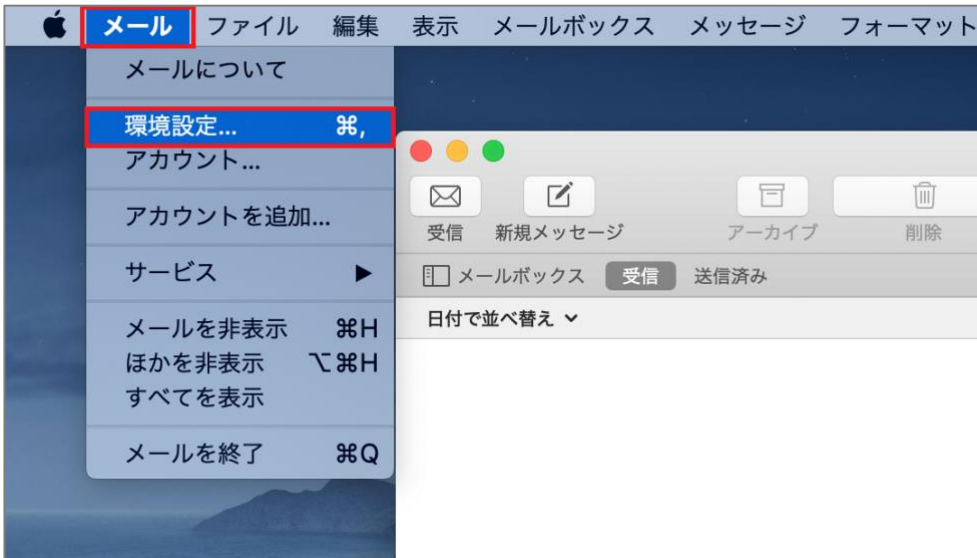 メール ファイル 編集 表示 メールボックス メッセージ フォーマット
メールについて
環境設定... ⌘,
アカウント...
アカウントを追加...
サービス ▶
メールを非表示 ⌘H
ほかを非表示 ⌥⌘H
すべてを表示
メールを終了 ⌘Q
受信 新規メッセージ アーカイブ 削除
メールボックス 受信 送信済み
日付で並べ替え